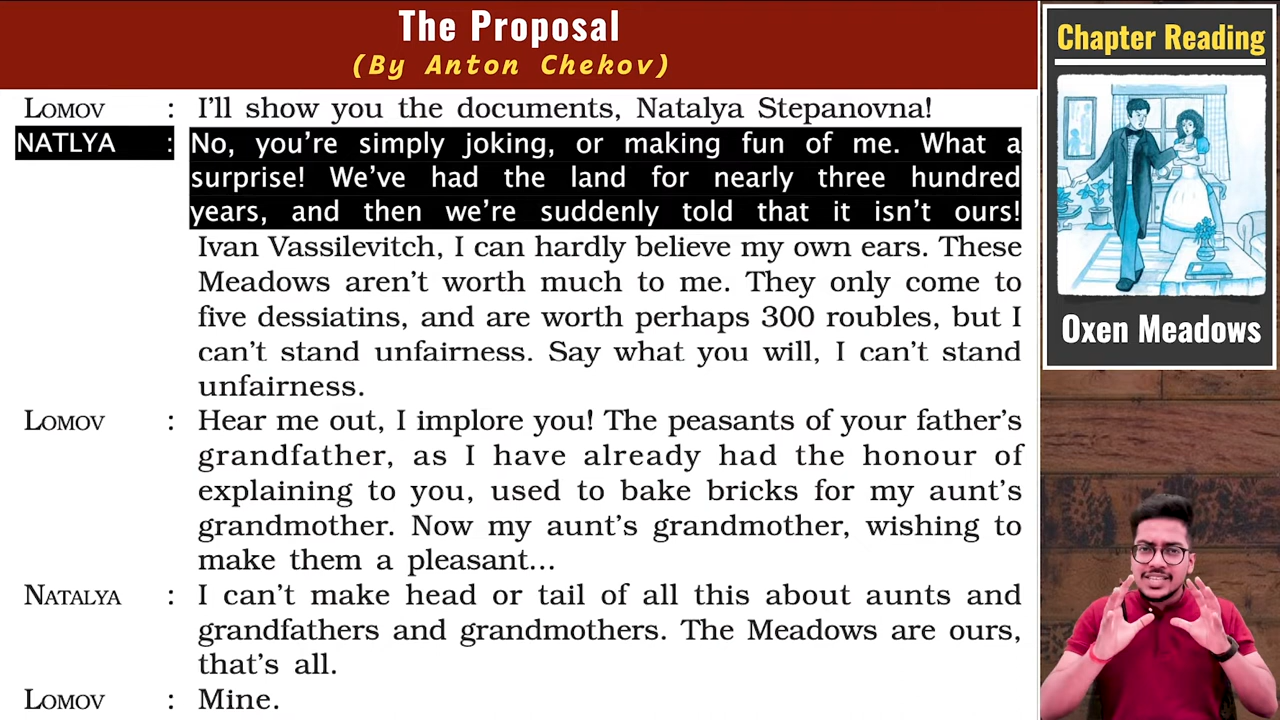 The Proposal
(By Anton Chekov)
LOMOV : I'll show you the documents, Natalya Stepanovna!
NATLYA : No, you're simply joking, or making fun of me. What a
surprise! We've had the land for nearly three hundred
years, and then we're suddenly told that it isn't ours!
Ivan Vassilevitch, I can hardly believe my own ears. These
Meadows aren't worth much to me. They only come to
five dessiatins, and are worth perhaps 300 roubles, but I
can't stand unfairness. Say what you will, I can't stand
unfairness.
LOMOV : Hear me out, I implore you! The peasants of your father's
grandfather, as I have already had the honour of
explaining to you, used to bake bricks for my aunt's
grandmother. Now my aunt's grandmother, wishing to
make them a pleasant...
NATALYA : I can't make head or tail of all this about aunts and
grandfathers and grandmothers. The Meadows are ours,
that's all.
LOMOV : Mine.
Chapter Reading
Oxen Meadows